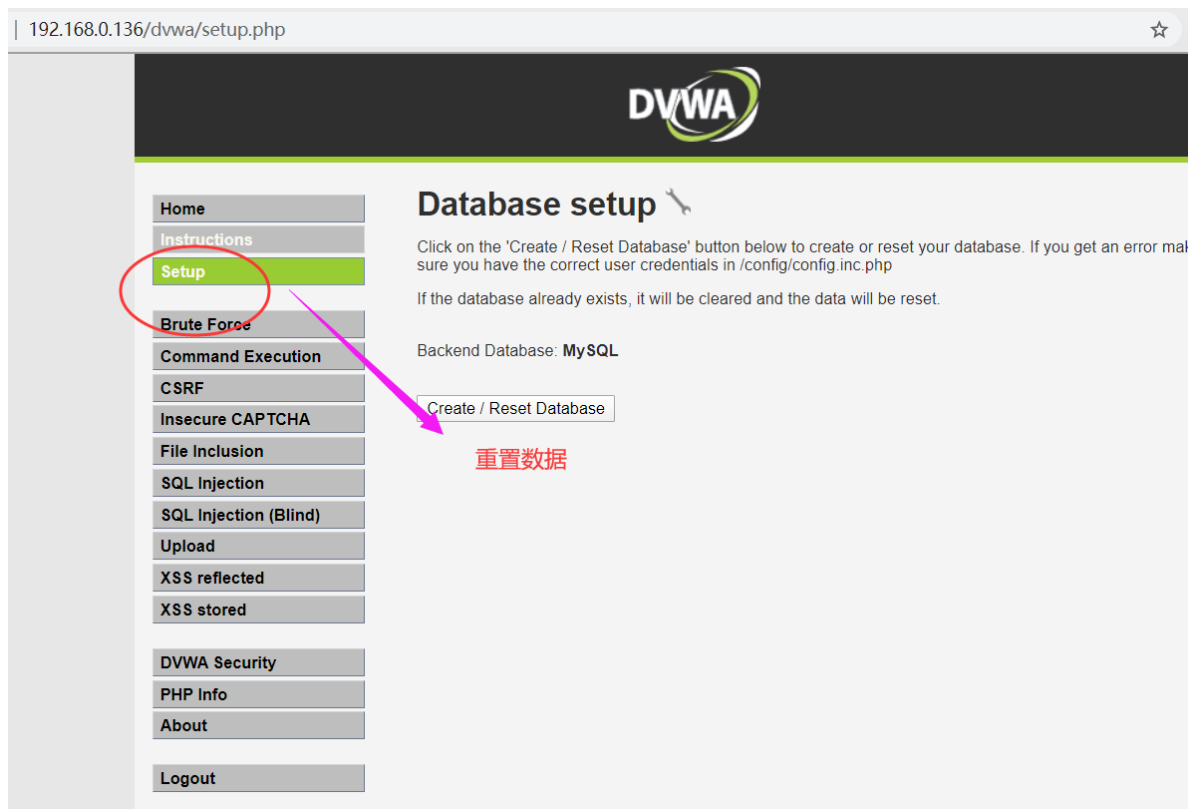 192.168.0.136/dvwa/setup.php
DVWA
Home
Instructions
Setup
Brute Force
Command Execution
CSRF
Insecure CAPTCHA
File Inclusion
SQL Injection
SQL Injection (Blind)
Upload
XSS reflected
XSS stored
DVWA Security
PHP Info
About
Logout
Database setup
Click on the 'Create / Reset Database' button below to create or reset your database. If you get an error mak
sure you have the correct user credentials in /config/config.inc.php
If the database already exists, it will be cleared and the data will be reset.
Backend Database: MySQL
Create / Reset Database
重置数据